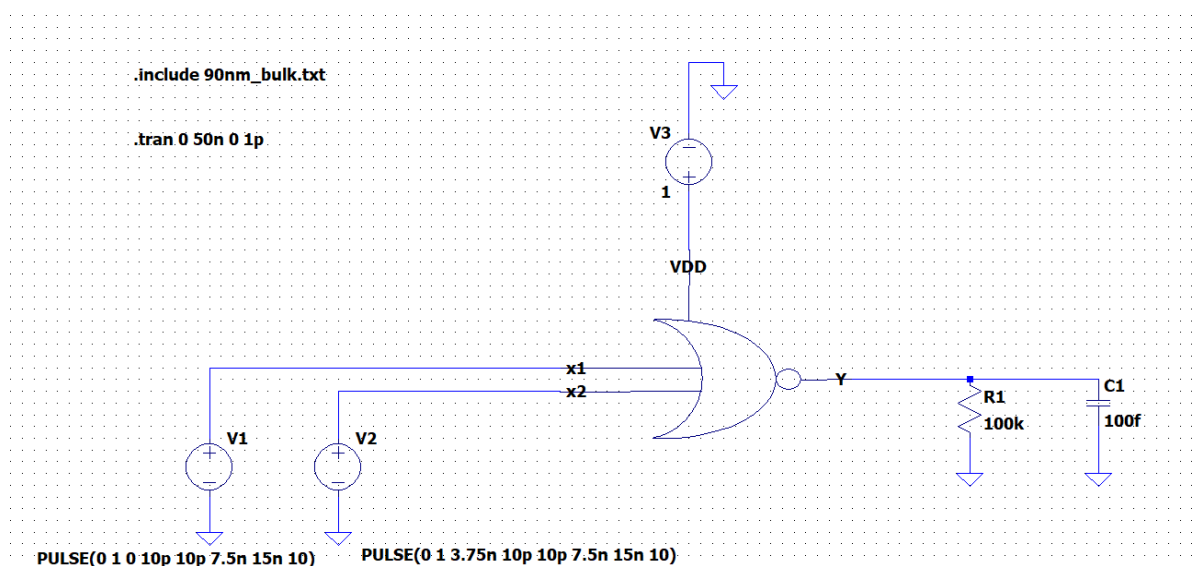 .include 90nm_bulk.txt
.tran 0 50n 0 1p
V3
1
VDD
x1
x2
Y
R1
100k
C1
100f
V1
V2
PULSE(0 1 0 10p 10p 7.5n 15n 10)
PULSE(0 1 3.75n 10p 10p 7.5n 15n 10)